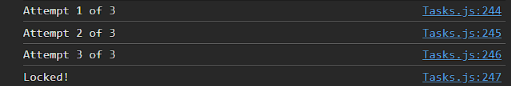 Attempt 1 of 3 Tasks.js:244
Attempt 2 of 3 Tasks.js:245
Attempt 3 of 3 Tasks.js:246
Locked! Tasks.js:247